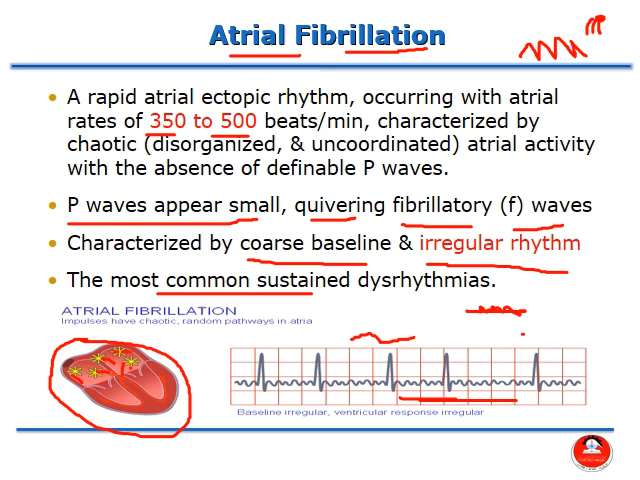 Atrial Fibrillation
A rapid atrial ectopic rhythm, occurring with atrial
rates of 350 to 500 beats/min, characterized by
chaotic (disorganized, & uncoordinated) atrial activity
with the absence of definable P waves.
P waves appear small, quivering fibrillatory (f) waves
Characterized by coarse baseline & irregular rhythm
The most common sustained dysrhythmias.
ATRIAL FIBRILLATION
Impulses have chaotic, random pathways in atria
Baseline irregular, ventricular response irregular